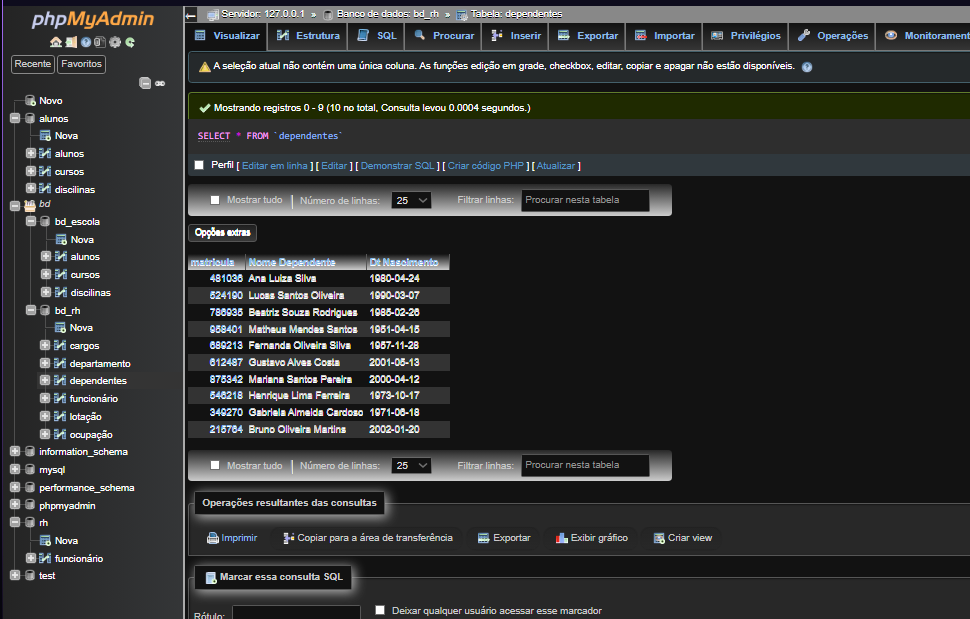 phpMyAdmin
Recente Favoritos
Novo
alunos
Nova
alunos
cursos
discilinas
bd
bd_escola
Nova
alunos
cursos
discilinas
bd_rh
Nova
cargos
departamento
dependentes
funcionário
lotação
ocupação
information_schema
mysql
performance_schema
phpmyadmin
rh
Nova
funcionário
test
Servidor: 127.0.0.1 » Banco de dados: bd_rh » Tabela: dependentes
Visualizar Estrutura SQL Procurar Inserir Exportar Importar Privilégios Operações Monitorament
A seleção atual não contém uma única coluna. As funções edição em grade, checkbox, editar, copiar e apagar não estão disponíveis.
Mostrando registros 0 - 9 (10 no total, Consulta levou 0.0004 segundos.)
SELECT * FROM `dependentes`
Perfil [ Editar em linha ] [ Editar ] [ Demonstrar SQL ] [ Criar código PHP ] [ Atualizar ]
Mostrar tudo | Número de linhas: 25 Filtrar linhas: Procurar nesta tabela
Opções extras
matricula Nome Dependente Dt Nascimento
481036 Ana Luiza Silva 1980-04-24
524190 Lucas Santos Oliveira 1990-03-07
786935 Beatriz Souza Rodrigues 1985-02-26
958401 Matheus Mendes Santos 1951-04-15
689213 Fernanda Oliveira Silva 1957-11-28
612487 Gustavo Alves Costa 2001-05-13
875342 Mariana Santos Pereira 2000-04-12
546218 Henrique Lima Ferreira 1973-10-17
349270 Gabriela Almeida Cardoso 1971-06-18
215764 Bruno Oliveira Martins 2002-01-20
Mostrar tudo | Número de linhas: 25 Filtrar linhas: Procurar nesta tabela
Operações resultantes das consultas
Imprimir Copiar para a área de transferência Exportar Exibir gráfico Criar view
Marcar essa consulta SQL
Rótulo: Deixar qualquer usuário acessar esse marcador